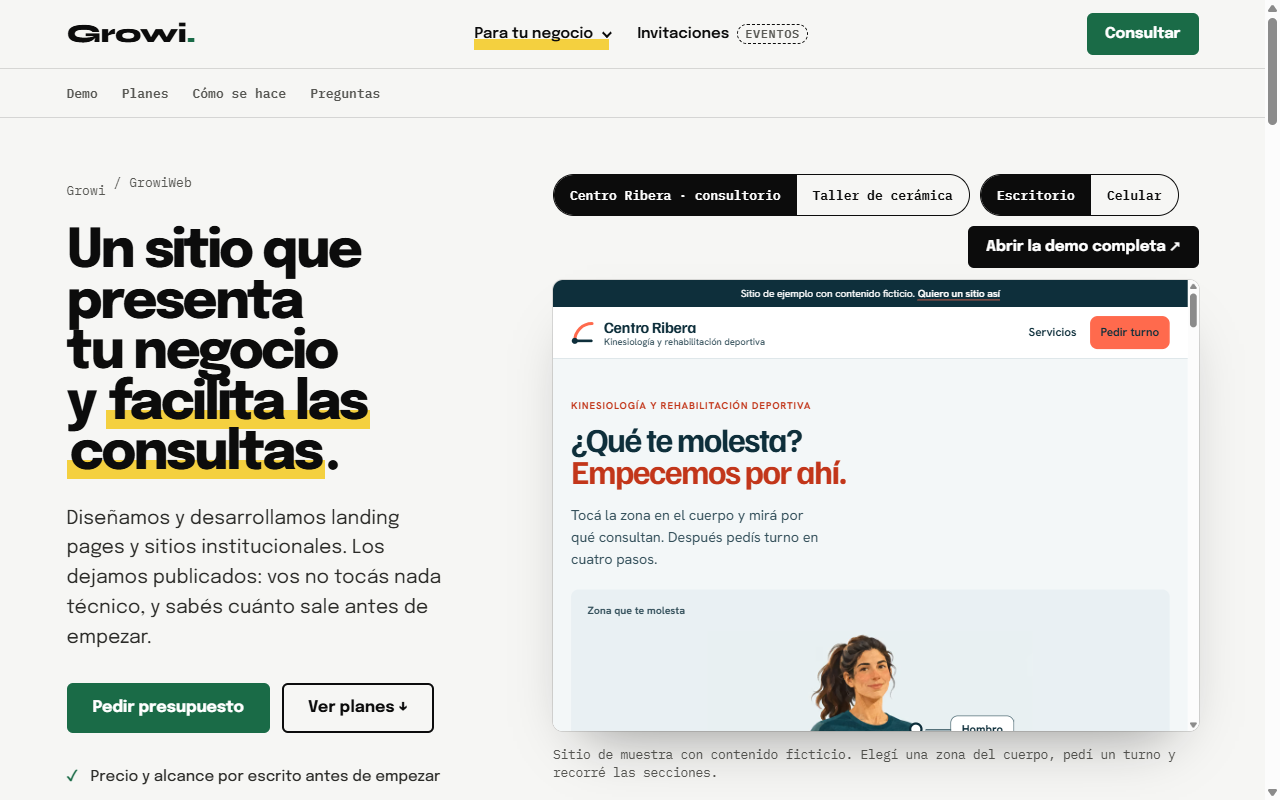 Growi.
Para tu negocio
Invitaciones EVENTOS
Consultar
Demo Planes Cómo se hace Preguntas
Growi / GrowiWeb
Un sitio que
presenta
tu negocio
y facilita las
consultas.
Diseñamos y desarrollamos landing
pages y sitios institucionales. Los
dejamos publicados: vos no tocás nada
técnico, y sabés cuánto sale antes de
empezar.
Pedir presupuesto
Ver planes ↓
✓ Precio y alcance por escrito antes de empezar
Centro Ribera · consultorio
Taller de cerámica
Escritorio
Celular
Abrir la demo completa ↗
Sitio de ejemplo con contenido ficticio. Quiero un sitio así
Centro Ribera
Kinesiología y rehabilitación deportiva
Servicios
Pedir turno
KINESIOLOGÍA Y REHABILITACIÓN DEPORTIVA
¿Qué te molesta?
Empecemos por ahí.
Tocá la zona en el cuerpo y mirá por
qué consultan. Después pedís turno en
cuatro pasos.
Zona que te molesta
Hombro
Sitio de muestra con contenido ficticio. Elegí una zona del cuerpo, pedí un turno y
recorré las secciones.